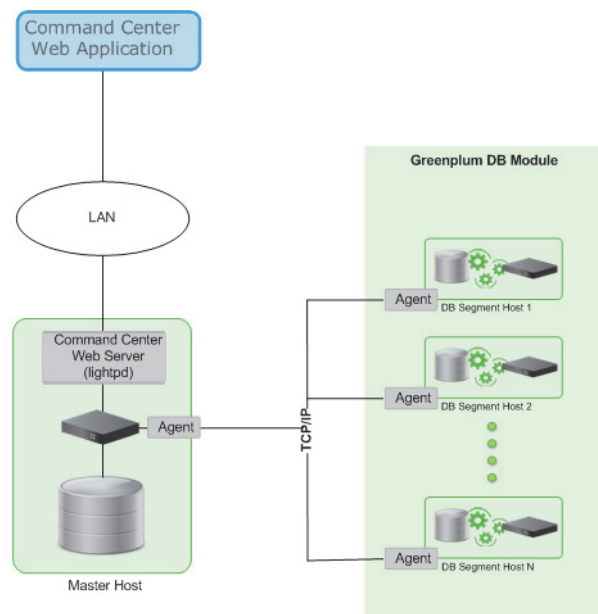 Command Center
Web Application
LAN
Command Center
Web Server
(lightpd)
Agent
Master Host
TCP/IP
Greenplum DB Module
Agent
DB Segment Host 1
Agent
DB Segment Host 2
Agent
DB Segment Host N